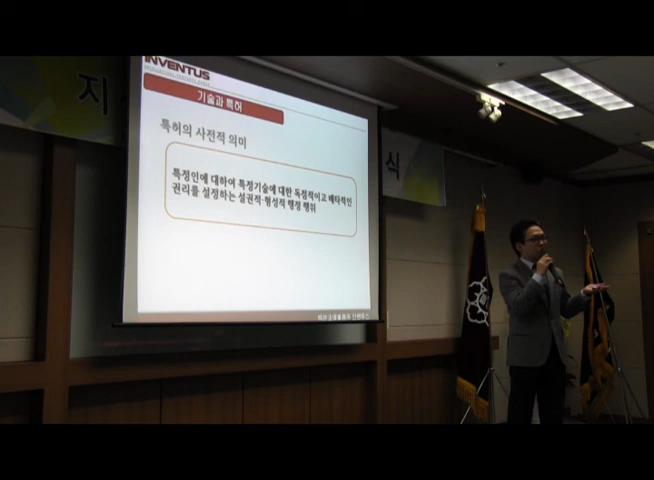 INVENTUS
기술과 특허
특허의 사전적 의미
특정인에 대하여 특정기술에 대한 독점적이고 배타적인
권리를 설정하는 설권적·형성적 행정 행위
지
식